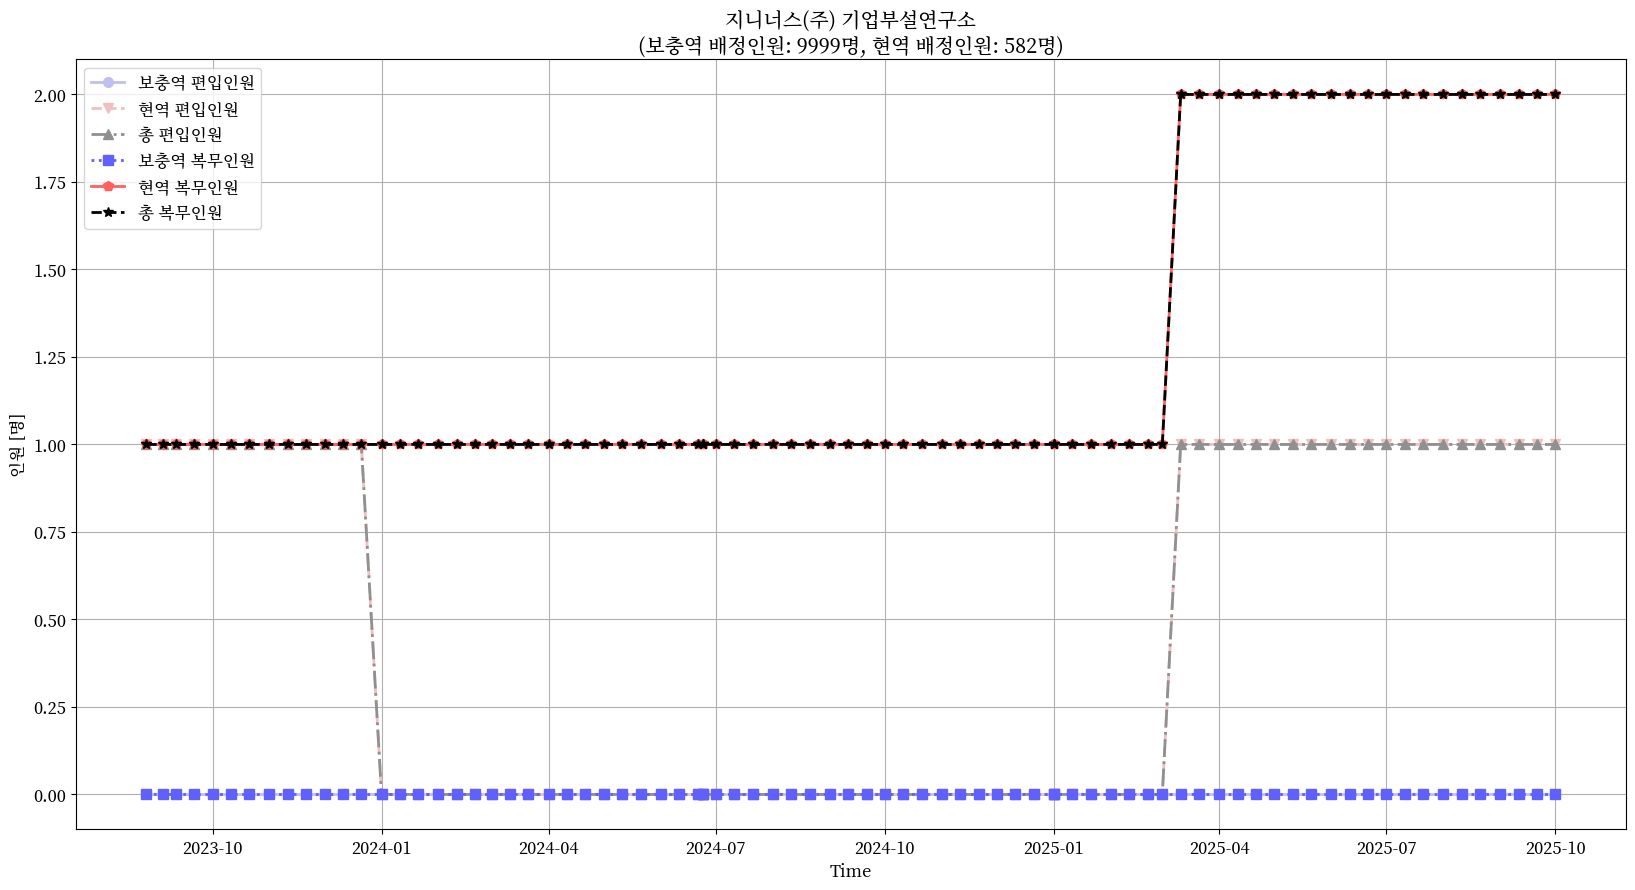 지니너스(주) 기업부설연구소
(보충역 배정인원: 9999명, 현역 배정인원: 582명)
보충역 편입인원
현역 편입인원
총 편입인원
보충역 복무인원
현역 복무인원
총 복무인원
2.00
1.75
1.50
1.25
1.00
0.75
0.50
0.25
0.00
인원 [명]
2023-10
2024-01
2024-04
2024-07
2024-10
2025-01
2025-04
2025-07
2025-10
Time